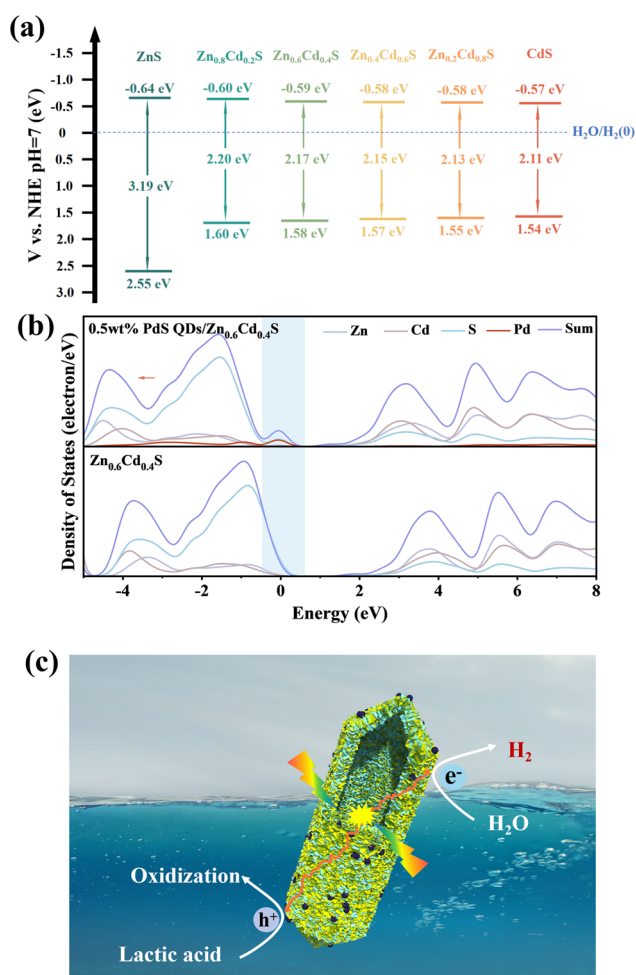 (a)
V vs. NHE pH=7 (eV)
-1.5
-1.0
-0.5
0
0.5
1.0
1.5
2.0
2.5
3.0
ZnS Zn0.8Cd0.2S Zn0.6Cd0.4S Zn0.4Cd0.6S Zn0.2Cd0.8S CdS
-0.64 eV -0.60 eV -0.59 eV -0.58 eV -0.58 eV -0.57 eV
H2O/H2(0)
3.19 eV 2.20 eV 2.17 eV 2.15 eV 2.13 eV 2.11 eV
2.55 eV 1.60 eV 1.58 eV 1.57 eV 1.55 eV 1.54 eV
(b)
Density of States (electron/eV)
0.5wt% PdS QDs/Zn0.6Cd0.4S
Zn Cd S Pd Sum
Zn0.6Cd0.4S
-4 -2 0 2 4 6 8
Energy (eV)
(c)
H2
e-
H2O
Oxidization
h+
Lactic acid